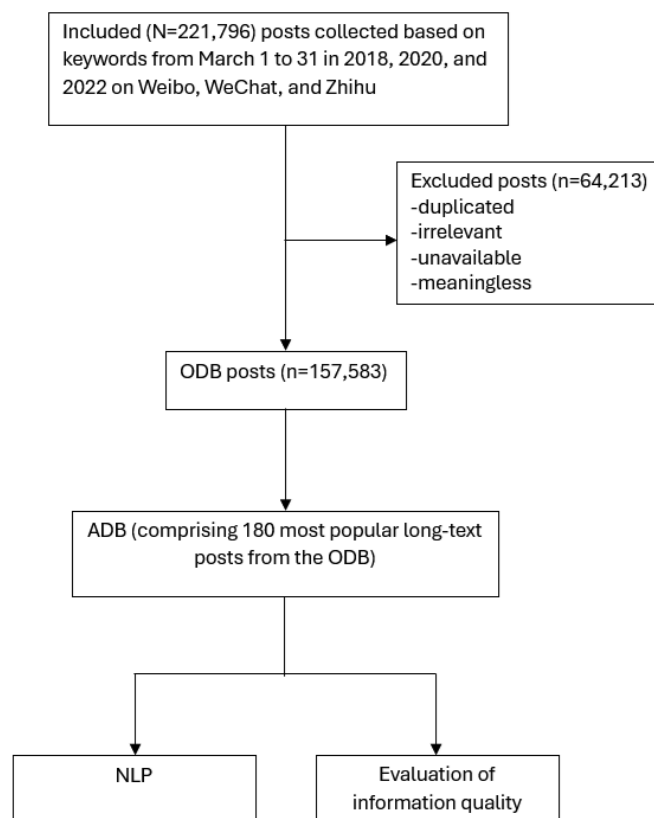 Included (N=221,796) posts collected based on
keywords from March 1 to 31 in 2018, 2020, and
2022 on Weibo, WeChat, and Zhihu
Excluded posts (n=64,213)
-duplicated
-irrelevant
-unavailable
-meaningless
ODB posts (n=157,583)
ADB (comprising 180 most popular long-text
posts from the ODB)
NLP
Evaluation of
information quality